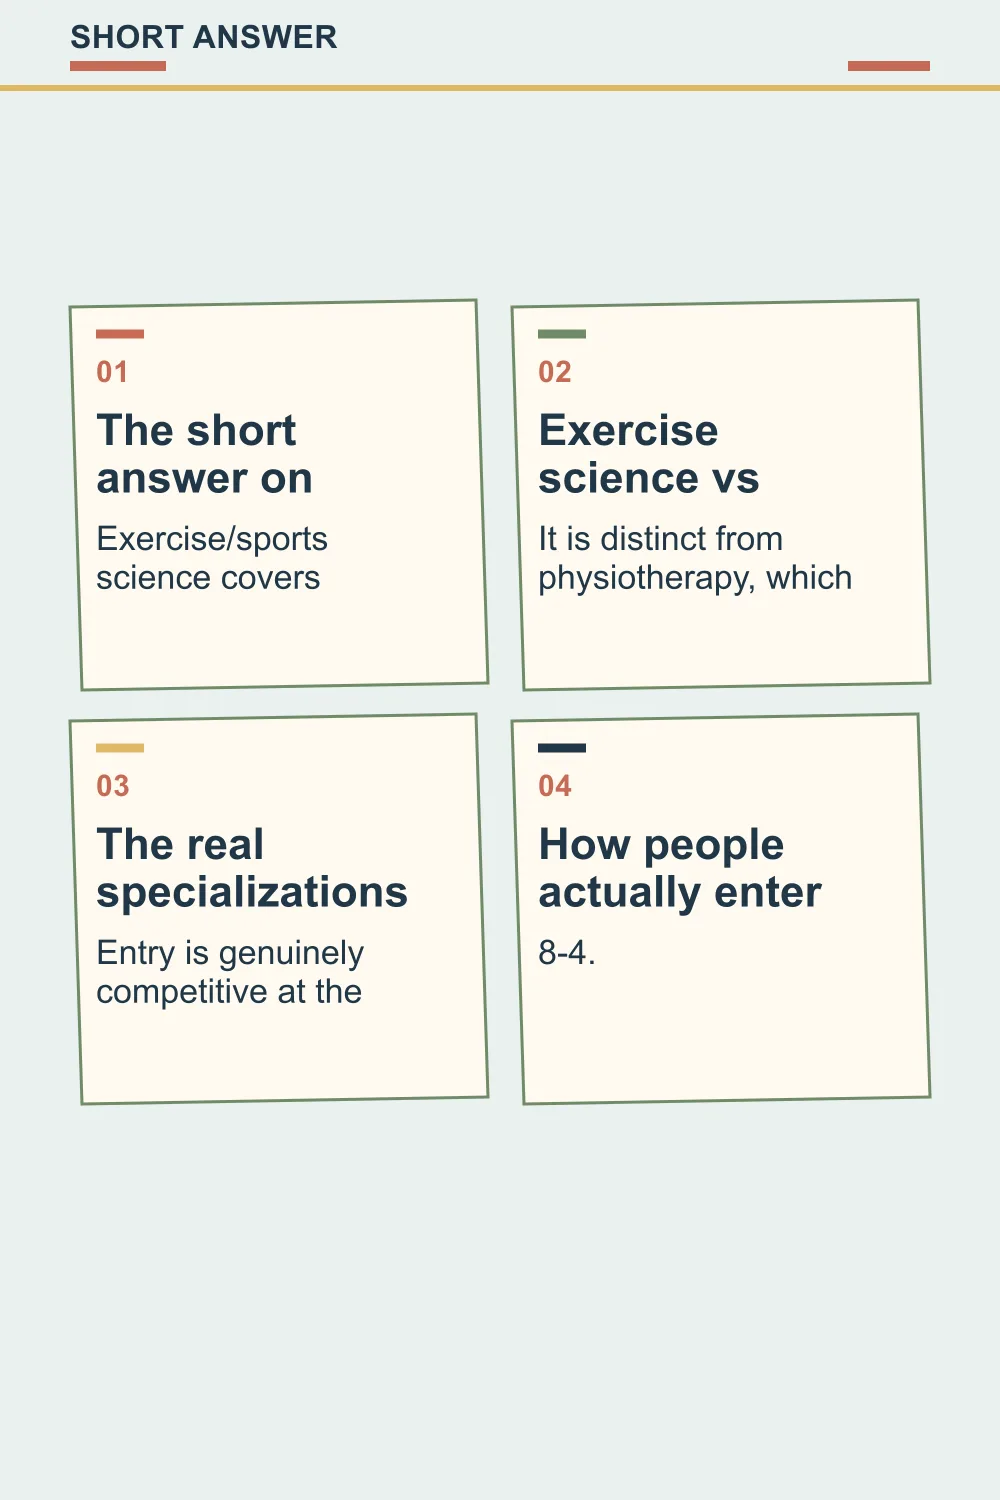 SHORT ANSWER
01
The short
answer on
Exercise/sports
science covers
02
Exercise
science vs
It is distinct from
physiotherapy, which
03
The real
specializations
Entry is genuinely
competitive at the
04
How people
actually enter
8-4.